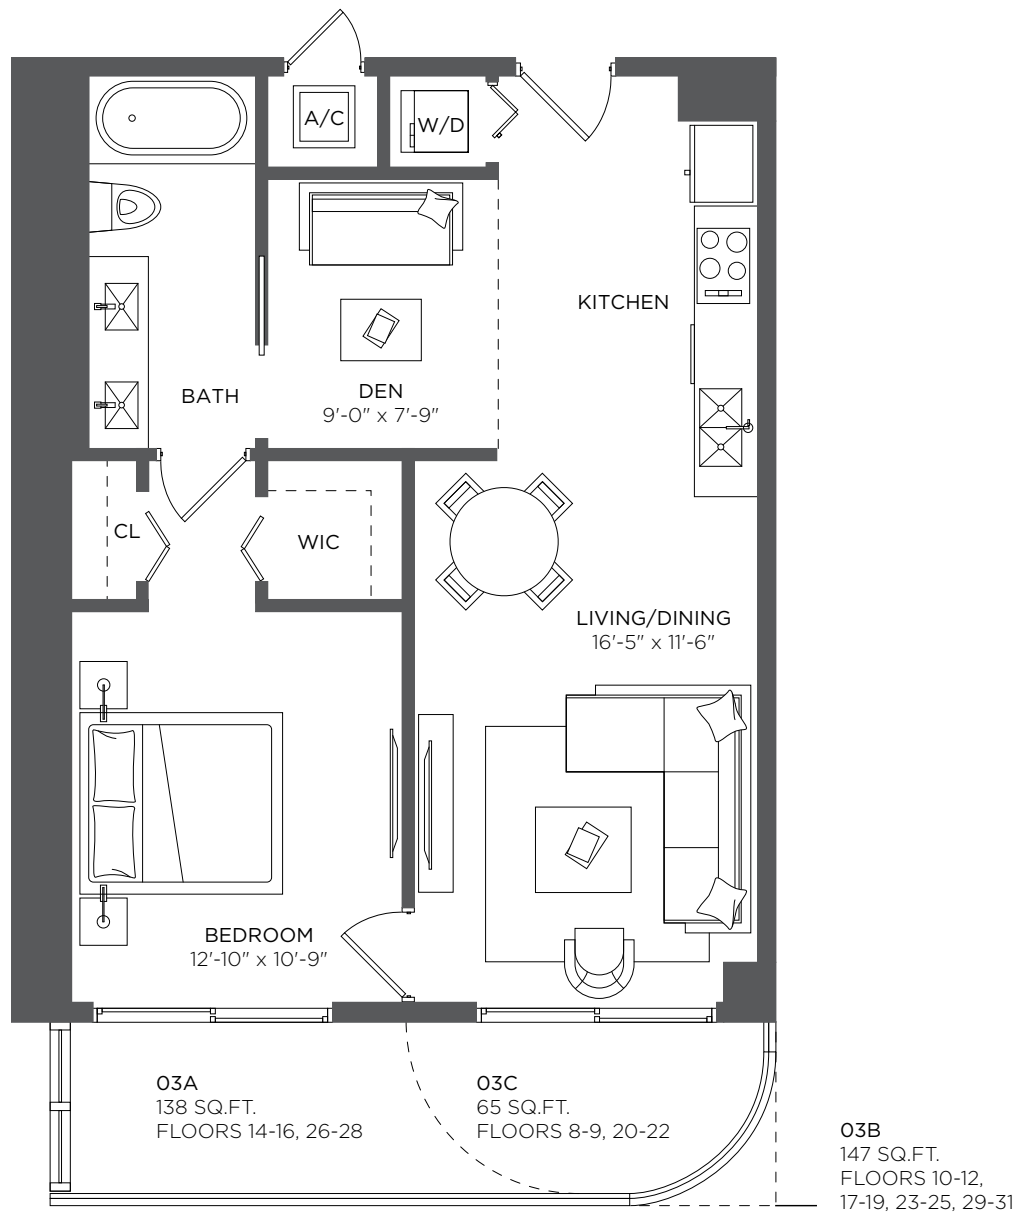 A/C
W/D
KITCHEN
DEN
9'-0" x 7'-9"
BATH
CL
WIC
LIVING/DINING
16'-5" x 11'-6"
BEDROOM
12'-10" x 10'-9"
03A
138 SQ.FT.
FLOORS 14-16, 26-28
03C
65 SQ.FT.
FLOORS 8-9, 20-22
03B
147 SQ.FT.
FLOORS 10-12,
17-19, 23-25, 29-31